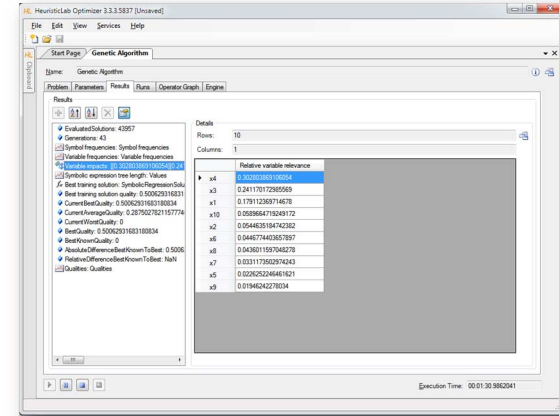 HeuristicLab Optimizer 3.3.3.5837 [Unsaved]
File Edit View Services Help
Start Page Genetic Algorithm
Clipboard
Name: Genetic Algorithm
Problem Parameters Results Runs Operator Graph Engine
Results
EvaluatedSolutions: 43957
Generations: 43
Symbol frequencies: Symbol frequencies
Variable frequencies: Variable frequencies
Variable impacts: [[0.302803869106054][0.241
Symbolic expression tree length: Values
Best training solution: SymbolicRegressionSolu
Best training solution quality: 0.500629316831
CurrentBestQuality: 0.50062931683180834
CurrentAverageQuality: 0.28750278211577744
CurrentWorstQuality: 0
BestQuality: 0.50062931683180834
BestKnownQuality: 0
AbsoluteDifferenceBestKnownToBest: 0.5006
RelativeDifferenceBestKnownToBest: NaN
Qualities: Qualities
Details
Rows: 10
Columns: 1
Relative variable relevance
x4 0.302803869106054
x3 0.241170172985569
x1 0.179112369714678
x10 0.0589664719249172
x2 0.0544635184742382
x6 0.0446774403657897
x8 0.0436011597048278
x7 0.0331173502974243
x5 0.0226252246461621
x9 0.01946242278034
Execution Time: 00:01:30.9862041